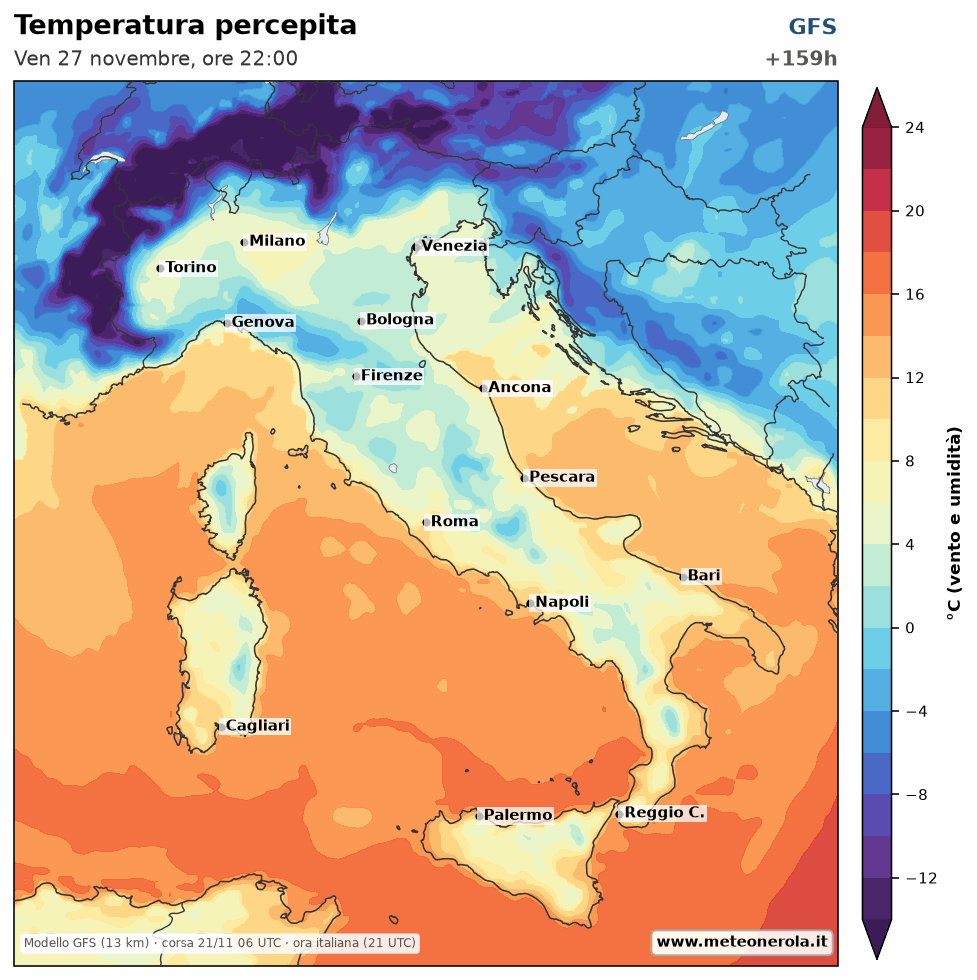 Temperatura percepita
GFS
Ven 27 novembre, ore 22:00
+159h
Milano
Venezia
Torino
Genova
Bologna
Firenze
Ancona
Pescara
Roma
Bari
Napoli
Cagliari
Palermo
Reggio C.
24
20
16
12
8
4
0
−4
−8
−12
°C (vento e umidità)
Modello GFS (13 km) · corsa 21/11 06 UTC · ora italiana (21 UTC)
www.meteonerola.it